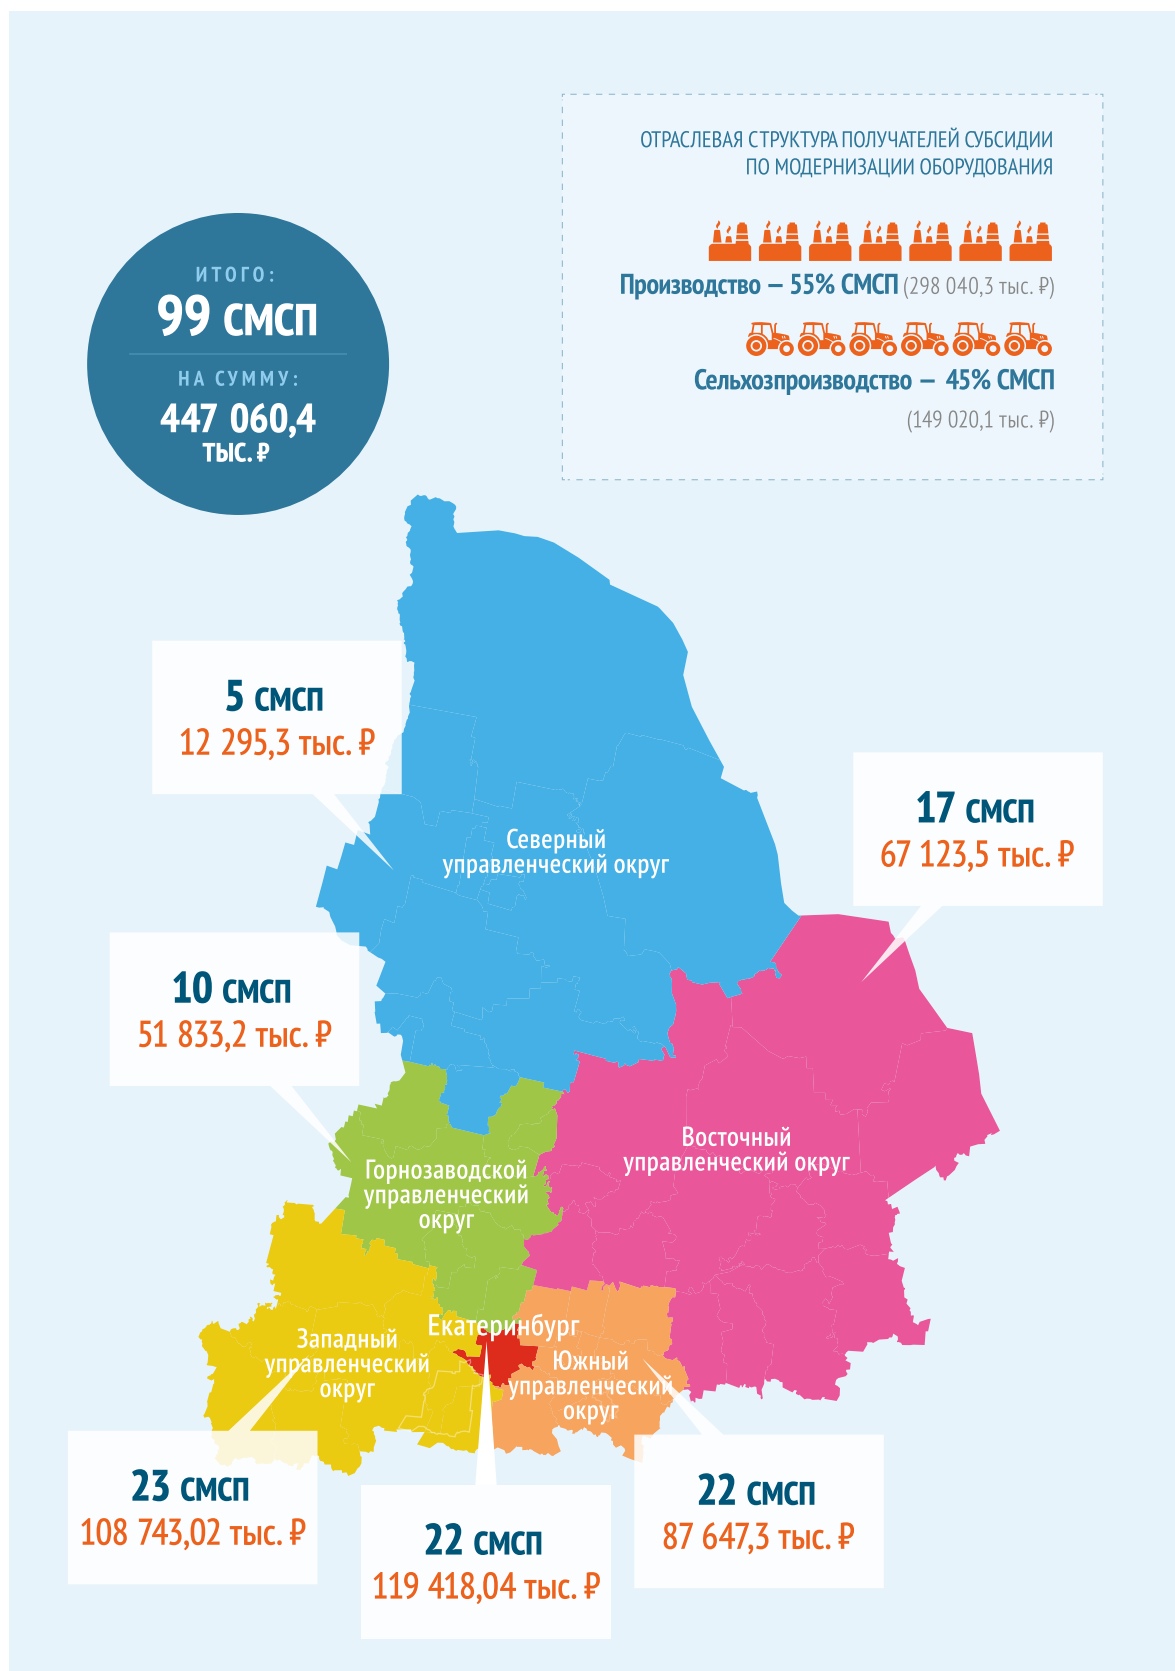 ОТРАСЛЕВАЯ СТРУКТУРА ПОЛУЧАТЕЛЕЙ СУБСИДИИ
ПО МОДЕРНИЗАЦИИ ОБОРУДОВАНИЯ
Производство — 55% СМСП (298 040,3 тыс. ₽)
Сельхозпроизводство — 45% СМСП
(149 020,1 тыс. ₽)
ИТОГО:
99 СМСП
НА СУММУ:
447 060,4
ТЫС. ₽
5 СМСП
12 295,3 тыс. ₽
17 СМСП
67 123,5 тыс. ₽
Северный
управленческий округ
10 СМСП
51 833,2 тыс. ₽
Восточный
управленческий округ
Горнозаводской
управленческий
округ
Екатеринбург
Западный
управленческий
округ
Южный
управленческий
округ
23 СМСП
108 743,02 тыс. ₽
22 СМСП
119 418,04 тыс. ₽
22 СМСП
87 647,3 тыс. ₽